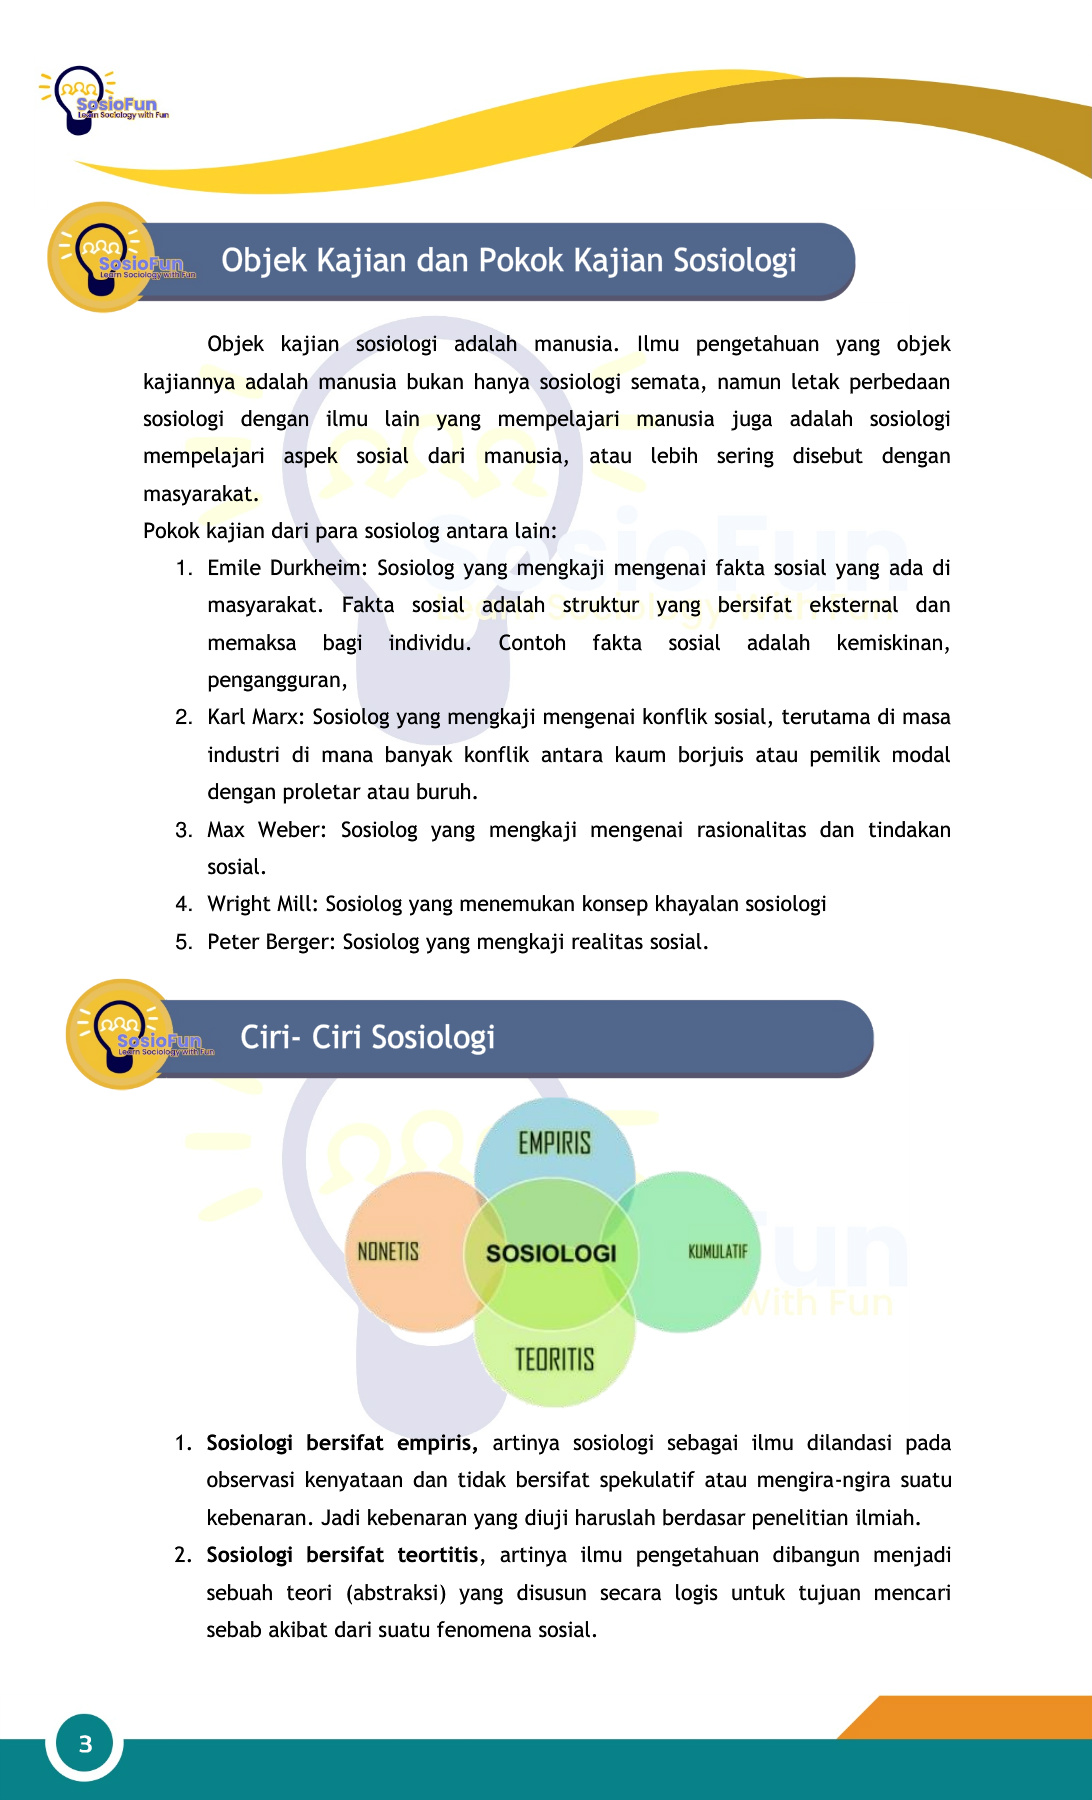 SosioFun
Learn Sociology with Fun
SosioFun
Learn Sociology with Fun
Objek Kajian dan Pokok Kajian Sosiologi
Objek kajian sosiologi adalah manusia. Ilmu pengetahuan yang objek
kajiannya adalah manusia bukan hanya sosiologi semata, namun letak perbedaan
sosiologi dengan ilmu lain yang mempelajari manusia juga adalah sosiologi
mempelajari aspek sosial dari manusia, atau lebih sering disebut dengan
masyarakat.
Pokok kajian dari para sosiolog antara lain:
1. Emile Durkheim: Sosiolog yang mengkaji mengenai fakta sosial yang ada di
masyarakat. Fakta sosial adalah struktur yang bersifat eksternal dan
memaksa bagi individu. Contoh fakta sosial adalah kemiskinan,
pengangguran,
2. Karl Marx: Sosiolog yang mengkaji mengenai konflik sosial, terutama di masa
industri di mana banyak konflik antara kaum borjuis atau pemilik modal
dengan proletar atau buruh.
3. Max Weber: Sosiolog yang mengkaji mengenai rasionalitas dan tindakan
sosial.
4. Wright Mill: Sosiolog yang menemukan konsep khayalan sosiologi
5. Peter Berger: Sosiolog yang mengkaji realitas sosial.
SosioFun
Learn Sociology with Fun
SosioFun
Learn Sociology with Fun
Ciri- Ciri Sosiologi
EMPIRIS
NONETIS
SOSIOLOGI
KUMULATIF
TEORITIS
un
With Fun
1. Sosiologi bersifat empiris, artinya sosiologi sebagai ilmu dilandasi pada
observasi kenyataan dan tidak bersifat spekulatif atau mengira-ngira suatu
kebenaran. Jadi kebenaran yang diuji haruslah berdasar penelitian ilmiah.
2. Sosiologi bersifat teortitis, artinya ilmu pengetahuan dibangun menjadi
sebuah teori (abstraksi) yang disusun secara logis untuk tujuan mencari
sebab akibat dari suatu fenomena sosial.
3